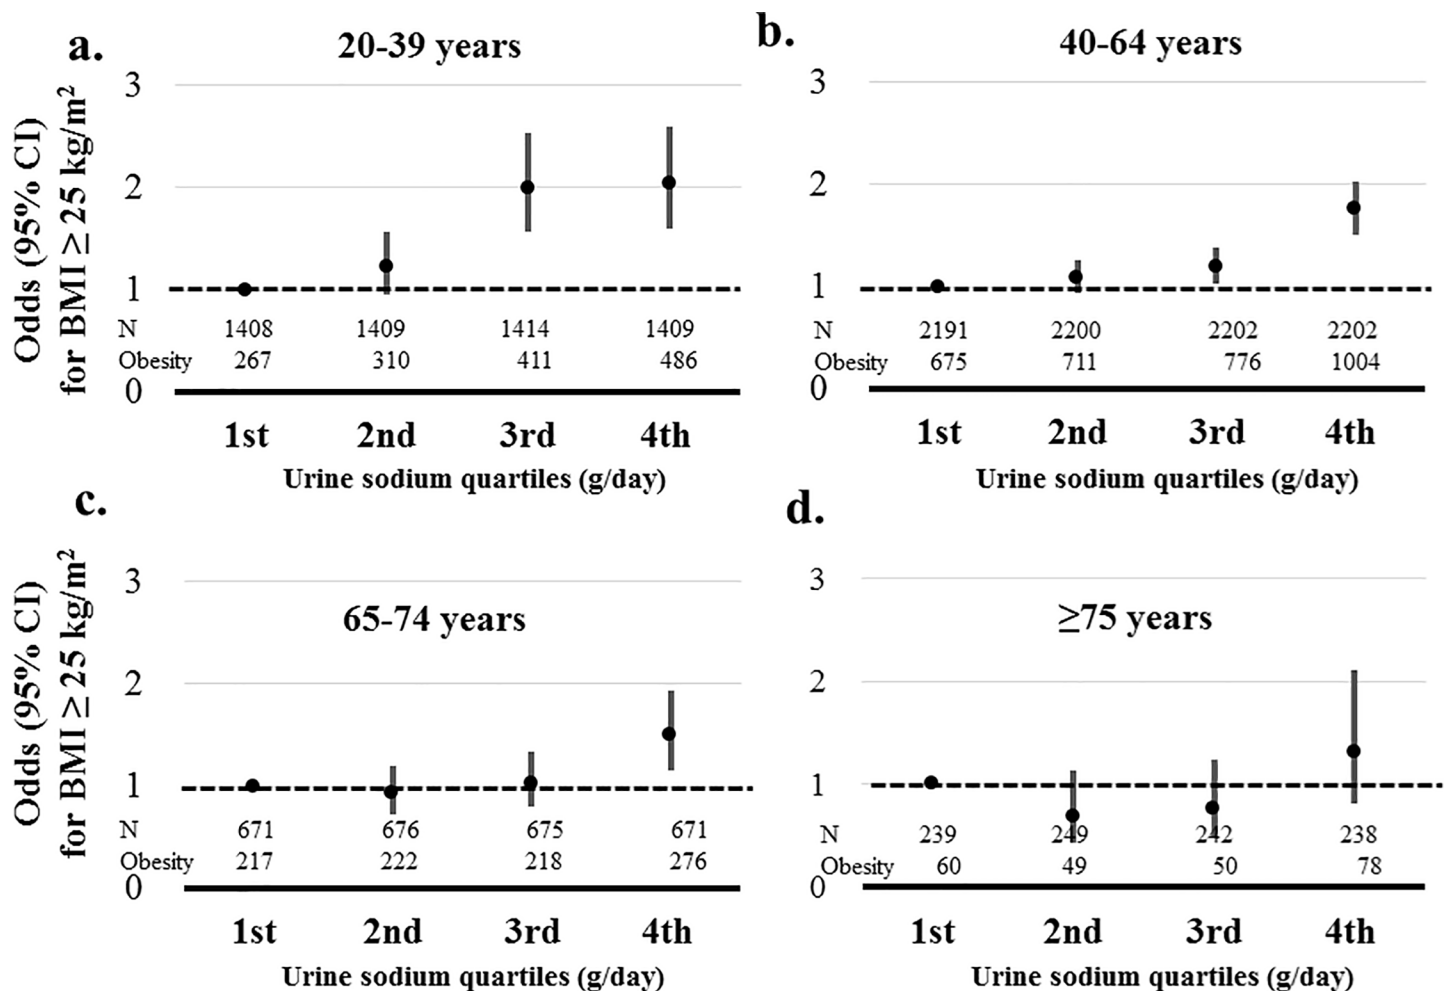 a.
20-39 years
Odds (95% CI)
for BMI ≥ 25 kg/m²
3
2
1
N 1408 1409 1414 1409
Obesity 267 310 411 486
0
1st 2nd 3rd 4th
Urine sodium quartiles (g/day)
b.
40-64 years
3
2
1
N 2191 2200 2202 2202
Obesity 675 711 776 1004
0
1st 2nd 3rd 4th
Urine sodium quartiles (g/day)
c.
65-74 years
Odds (95% CI)
for BMI ≥ 25 kg/m²
3
2
1
N 671 676 675 671
Obesity 217 222 218 276
0
1st 2nd 3rd 4th
Urine sodium quartiles (g/day)
d.
≥75 years
3
2
1
N 239 249 242 238
Obesity 60 49 50 78
0
1st 2nd 3rd 4th
Urine sodium quartiles (g/day)